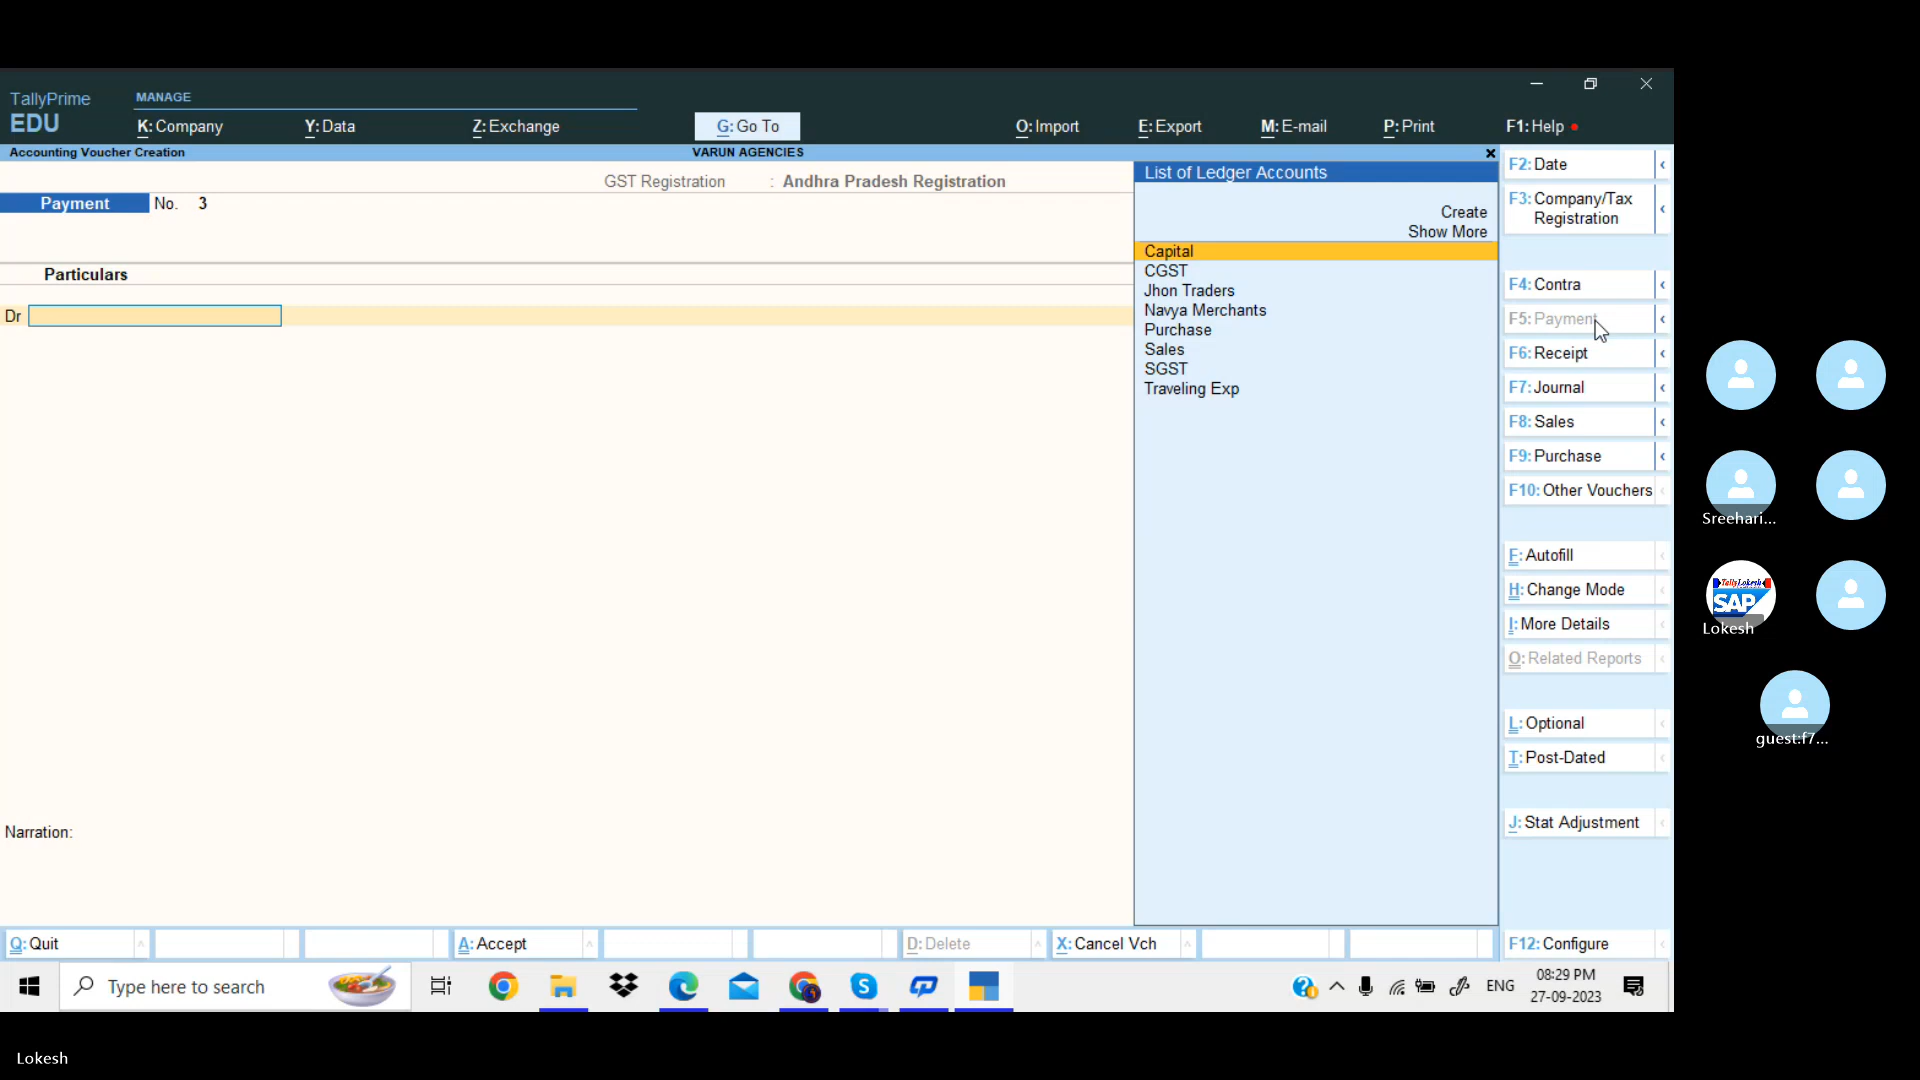 TallyPrime
EDU
MANAGE
K: Company
Y: Data
Z: Exchange
G: Go To
O: Import
E: Export
M: E-mail
P: Print
F1: Help
Accounting Voucher Creation
VARUN AGENCIES
GST Registration : Andhra Pradesh Registration
Payment No. 3
Particulars
Dr
Narration:
List of Ledger Accounts
Create
Show More
Capital
CGST
Jhon Traders
Navya Merchants
Purchase
Sales
SGST
Traveling Exp
F2: Date
F3: Company/Tax
Registration
F4: Contra
F5: Payment
F6: Receipt
F7: Journal
F8: Sales
F9: Purchase
F10: Other Vouchers
F: Autofill
H: Change Mode
I: More Details
O: Related Reports
L: Optional
T: Post-Dated
J: Stat Adjustment
F12: Configure
Q: Quit
A: Accept
D: Delete
X: Cancel Vch
Type here to search
ENG
08:29 PM
27-09-2023
Sreehari...
Tally Lokesh
SAP
Lokesh
guest:f7...
Lokesh